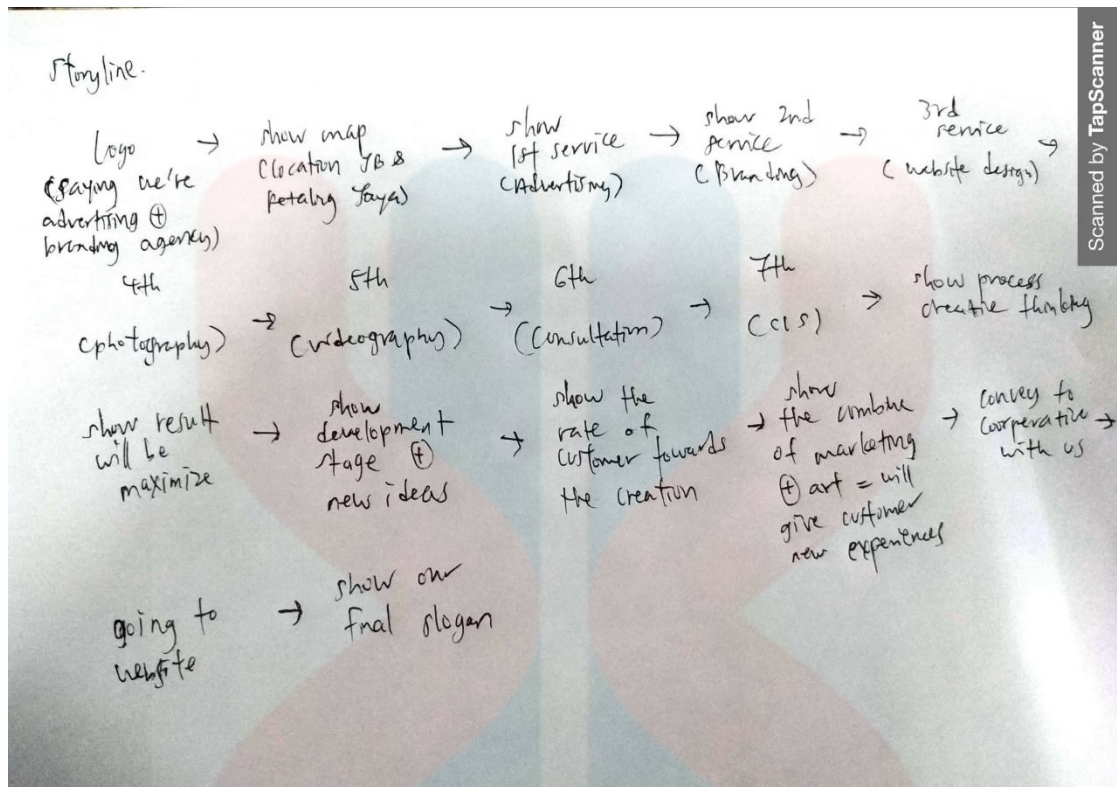 Storyline.
Logo → show map → show → show 2nd → 3rd →
(saying we're (location JB & 1st service service service
advertising ⊕ Petaling Jaya) (Advertising) (Branding) (website design)
branding agency)
4th → 5th → 6th → 7th → show process
(photography) (videography) (Consultation) (CIS) creative thinking
show result → show → show the → show → convey to →
will be development rate of the combine cooperative
maximize stage ⊕ customer towards of marketing with us
new ideas the creation ⊕ art = will
give customer
new experiences
going to → show our
website final slogan
Scanned by TapScanner